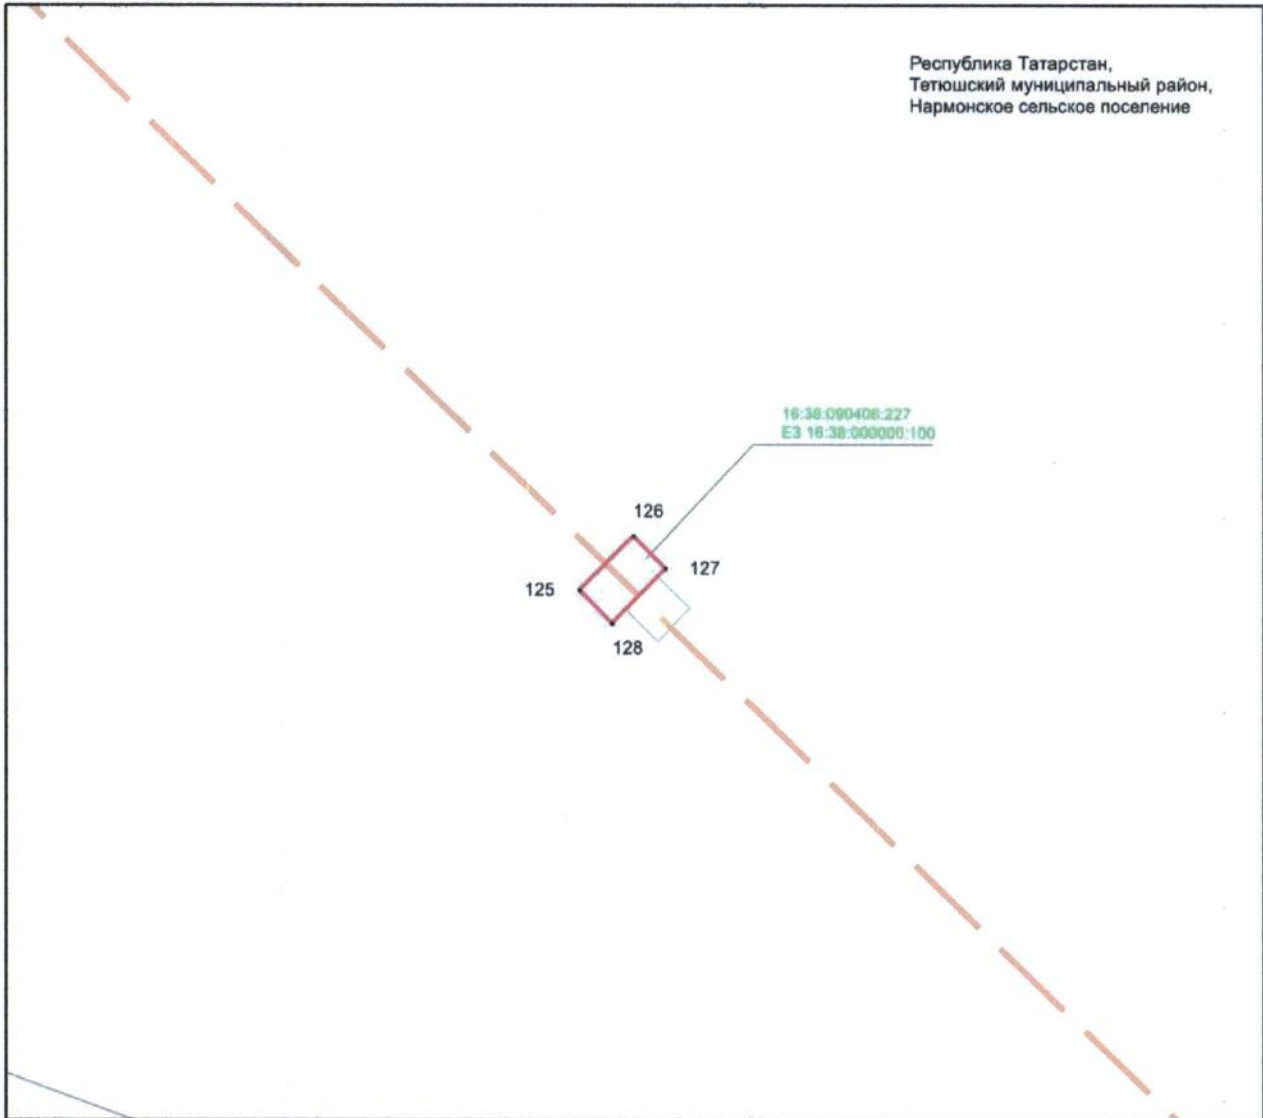 Республика Татарстан,
Тетюшский муниципальный район,
Нармонское сельское поселение
16:38:090406:227
ЕЗ 16:38:000000:100
126
127
125
128